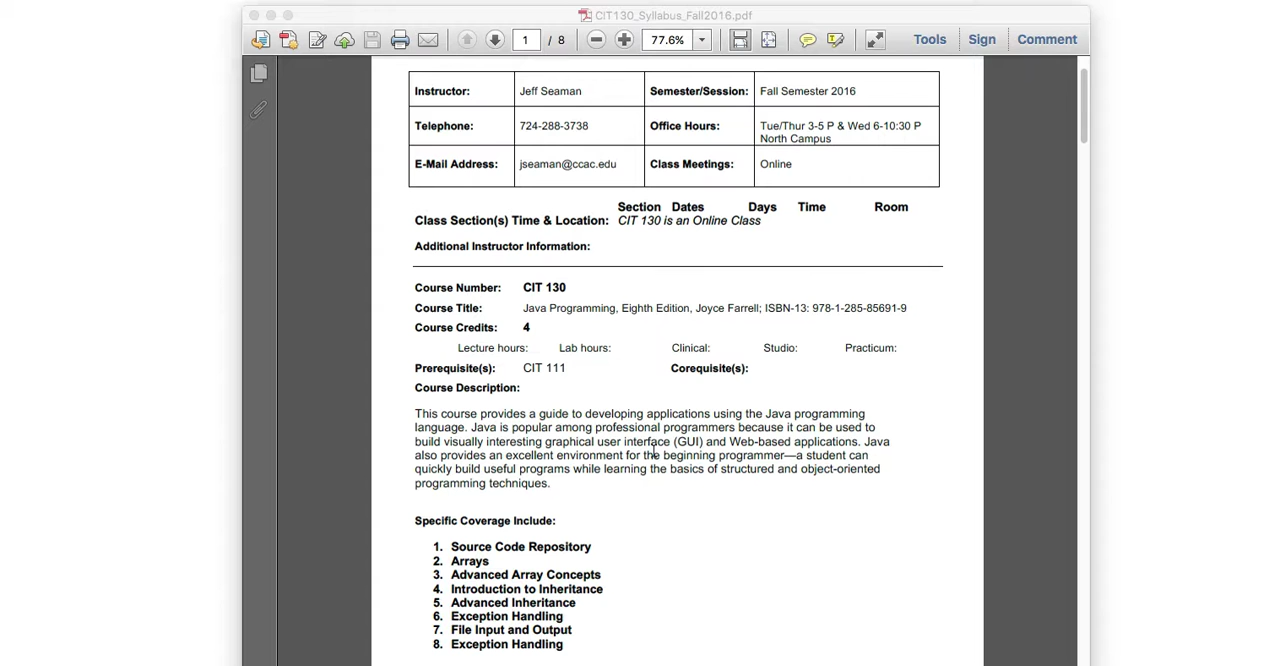 CIT130_Syllabus_Fall2016.pdf
1 / 8 77.6% Tools Sign Comment
Instructor: Jeff Seaman Semester/Session: Fall Semester 2016
Telephone: 724-288-3738 Office Hours: Tue/Thur 3-5 P & Wed 6-10:30 P
North Campus
E-Mail Address: jseaman@ccac.edu Class Meetings: Online
Section Dates Days Time Room
Class Section(s) Time & Location: CIT 130 is an Online Class
Additional Instructor Information:
Course Number: CIT 130
Course Title: Java Programming, Eighth Edition, Joyce Farrell; ISBN-13: 978-1-285-85691-9
Course Credits: 4
Lecture hours: Lab hours: Clinical: Studio: Practicum:
Prerequisite(s): CIT 111 Corequisite(s):
Course Description:
This course provides a guide to developing applications using the Java programming
language. Java is popular among professional programmers because it can be used to
build visually interesting graphical user interface (GUI) and Web-based applications. Java
also provides an excellent environment for the beginning programmer—a student can
quickly build useful programs while learning the basics of structured and object-oriented
programming techniques.
Specific Coverage Include:
1. Source Code Repository
2. Arrays
3. Advanced Array Concepts
4. Introduction to Inheritance
5. Advanced Inheritance
6. Exception Handling
7. File Input and Output
8. Exception Handling